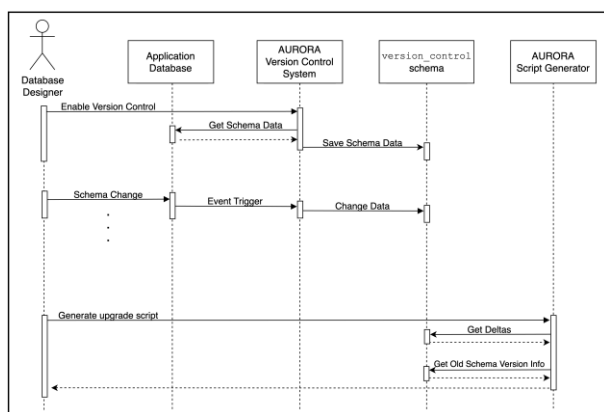 Database
Designer
Application
Database
AURORA
Version Control
System
version_control
schema
AURORA
Script Generator
Enable Version Control
Get Schema Data
Save Schema Data
Schema Change
Event Trigger
Change Data
Generate upgrade script
Get Deltas
Get Old Schema Version Info